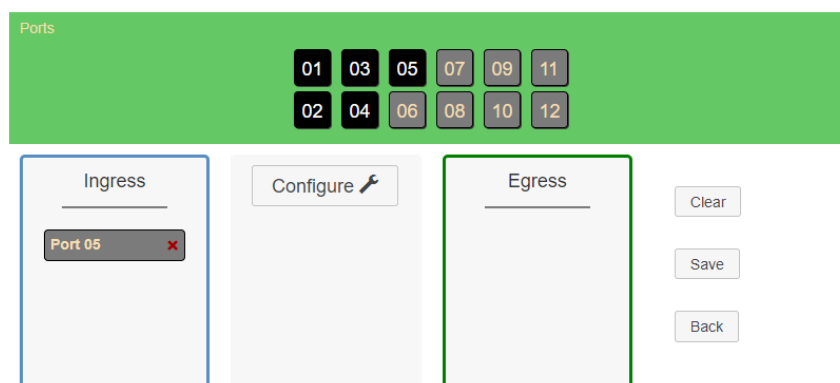 Ports
01 03 05 07 09 11
02 04 06 08 10 12
Ingress
Configure
Egress
Clear
Port 05
Save
Back